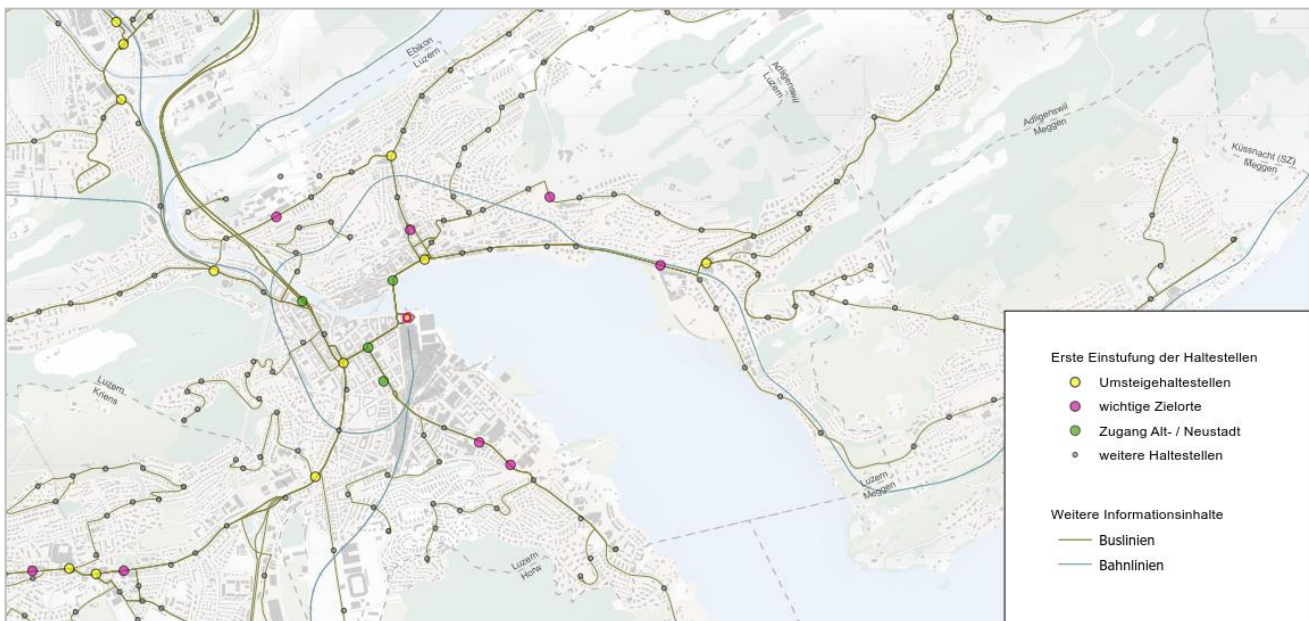 Ebikon
Luzern
Adligenswil
Luzern
Adligenswil
Meggen
Küssnacht (SZ)
Meggen
Luzern
Kriens
Luzern
Meggen
Luzern
Horw
Erste Einstufung der Haltestellen
Umsteigehaltestellen
wichtige Zielorte
Zugang Alt- / Neustadt
weitere Haltestellen
Weitere Informationsinhalte
Buslinien
Bahnlinien